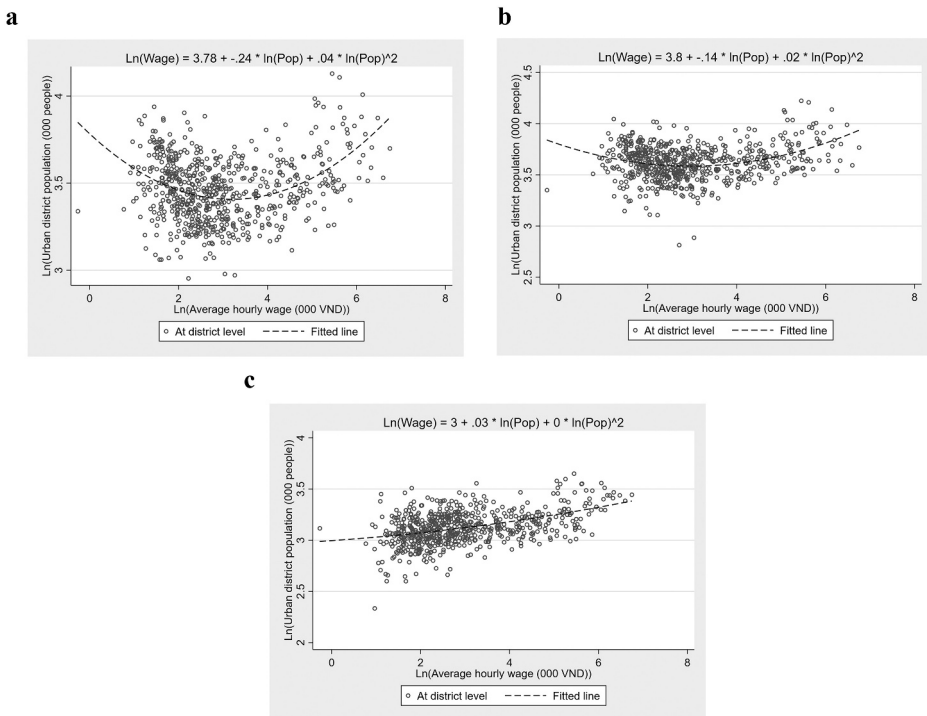 a
Ln(Wage) = 3.78 + -.24 * ln(Pop) + .04 * ln(Pop)^2
Ln(Urban district population (000 people))
4
3.5
3
0 2 4 6 8
Ln(Average hourly wage (000 VND))
At district level Fitted line
b
Ln(Wage) = 3.8 + -.14 * ln(Pop) + .02 * ln(Pop)^2
Ln(Urban district population (000 people))
4.5
4
3.5
3
2.5
0 2 4 6 8
Ln(Average hourly wage (000 VND))
At district level Fitted line
c
Ln(Wage) = 3 + .03 * ln(Pop) + 0 * ln(Pop)^2
Ln(Urban district population (000 people))
4
3.5
3
2.5
2
0 2 4 6 8
Ln(Average hourly wage (000 VND))
At district level Fitted line